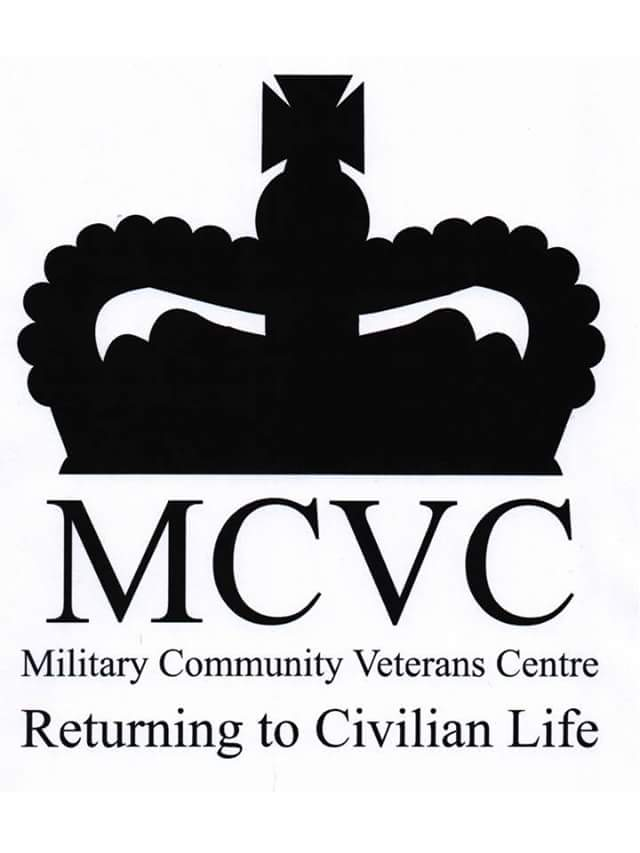 MCVC
Military Community Veterans Centre
Returning to Civilian Life